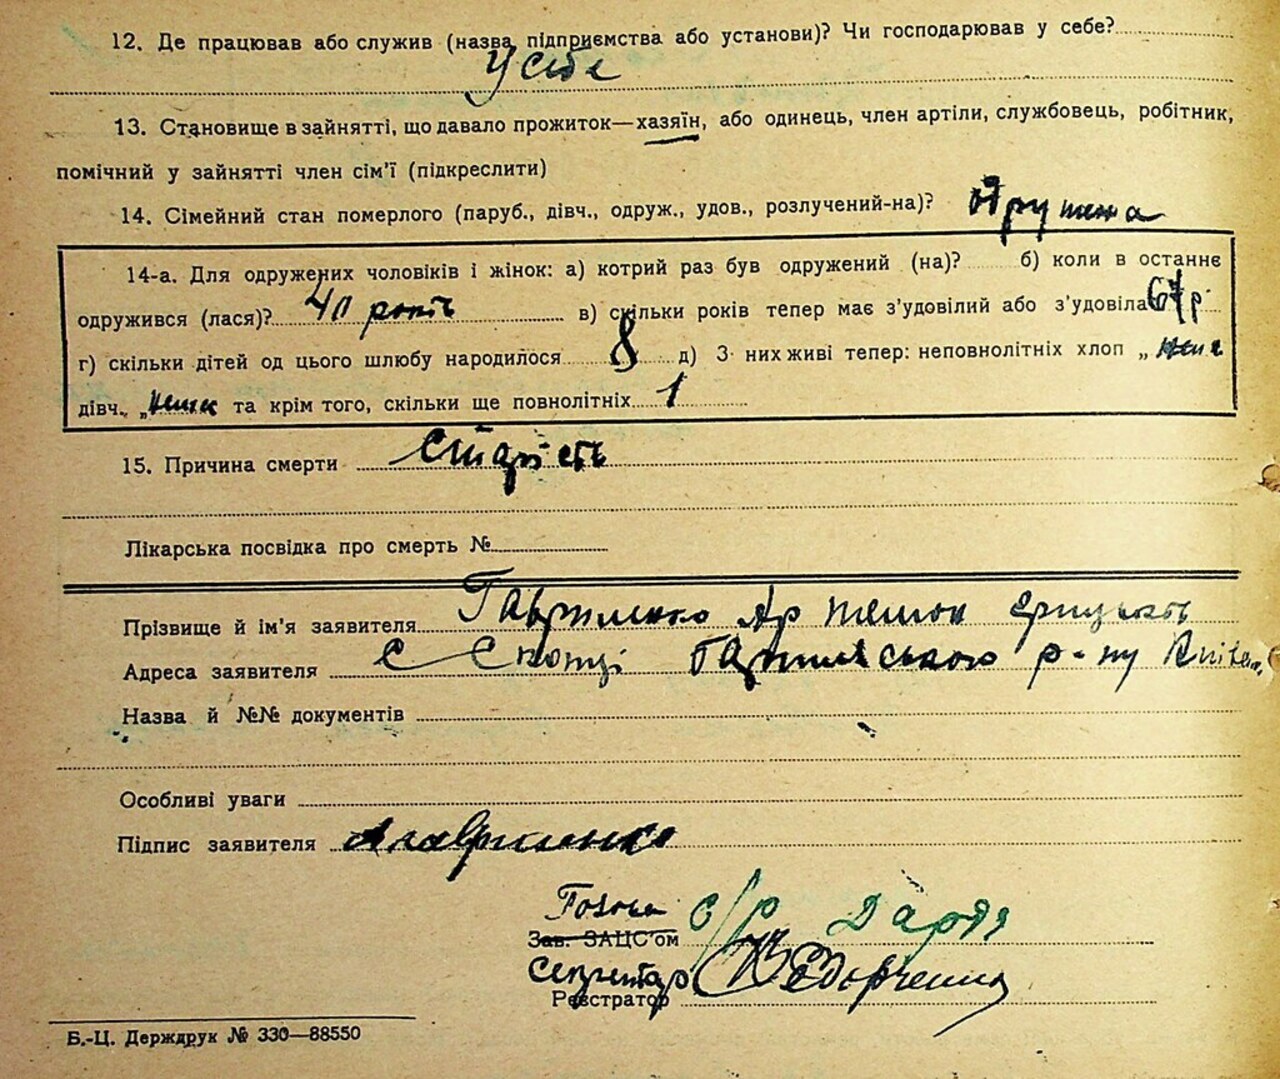 12. Де працював або служив (назва підприємства або установи)? Чи господарював у себе?
У себе
13. Становище в зайнятті, що давало прожиток—хазяїн, або одинець, член артіли, службовець, робітник,
помічний у зайнятті член сім'ї (підкреслити)
14. Сімейний стан померлого (паруб., дівч., одруж., удов., розлучений-на)? одружена
14-а. Для одружених чоловіків і жінок: а) котрий раз був одружений (на)? б) коли в останнє
одружився (лася)? 40 років в) скільки років тепер має з'удовілий або з'удовіла 67 р.
г) скільки дітей од цього шлюбу народилося 8 д) З них живі тепер: неповнолітніх хлоп „ нема
дівч. „ нема та крім того, скільки ще повнолітніх 1
15. Причина смерти старість
Лікарська посвідка про смерть №
Прізвище й ім'я заявителя Гавриленко Артемон
Адреса заявителя с р-ну
Назва й №№ документів
Особливі уваги
Підпис заявителя Агавриленко
Голова с/р
Зав. ЗАЦС'ом
Секретар Федорченко
Реєстратор
Б.-Ц. Держдрук № 330—88550